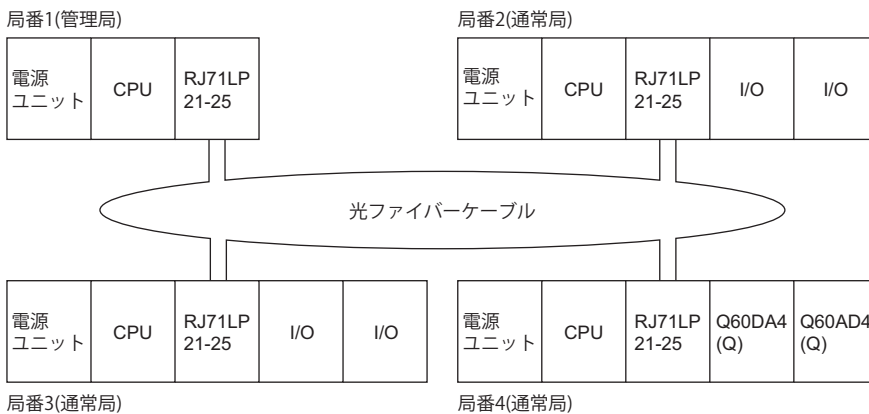 局番1(管理局)
電源
ユニット
CPU
RJ71LP
21-25
局番2(通常局)
電源
ユニット
CPU
RJ71LP
21-25
I/O
I/O
光ファイバーケーブル
電源
ユニット
CPU
RJ71LP
21-25
I/O
I/O
局番3(通常局)
電源
ユニット
CPU
RJ71LP
21-25
Q60DA4
(Q)
Q60AD4
(Q)
局番4(通常局)